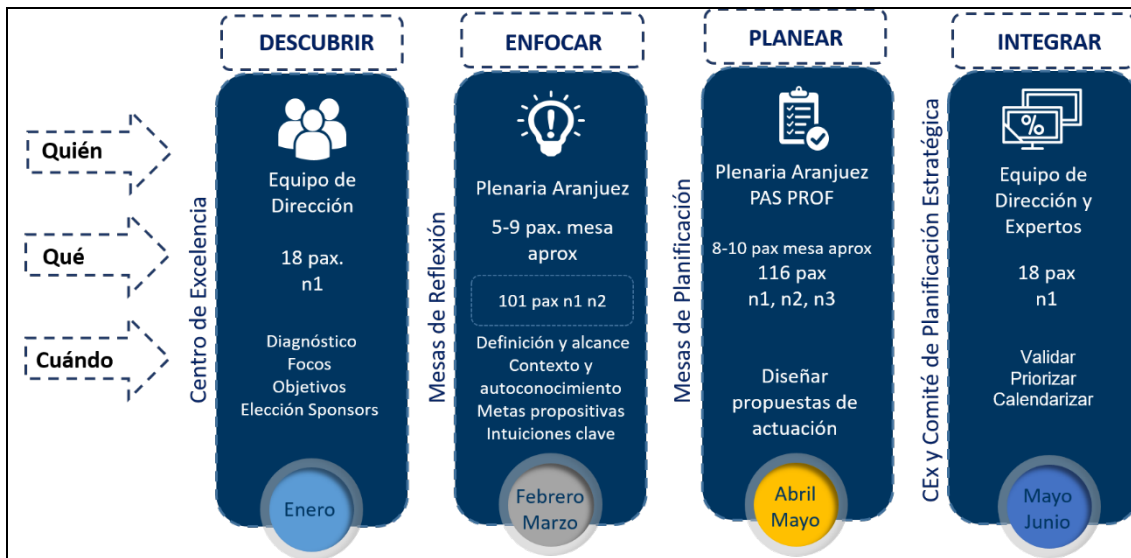 DESCUBRIR
ENFOCAR
PLANEAR
INTEGRAR
Quién
Qué
Cuándo
Centro de Excelencia
Equipo de
Dirección
18 pax.
n1
Diagnóstico
Focos
Objetivos
Elección Sponsors
Enero
Mesas de Reflexión
Plenaria Aranjuez
5-9 pax. mesa
aprox
101 pax n1 n2
Definición y alcance
Contexto y
autoconocimiento
Metas propositivas
Intuiciones clave
Febrero
Marzo
Mesas de Planificación
Plenaria Aranjuez
PAS PROF
8-10 pax mesa aprox
116 pax
n1, n2, n3
Diseñar
propuestas de
actuación
Abril
Mayo
CEx y Comité de Planificación Estratégica
%
Equipo de
Dirección y
Expertos
18 pax
n1
Validar
Priorizar
Calendarizar
Mayo
Junio